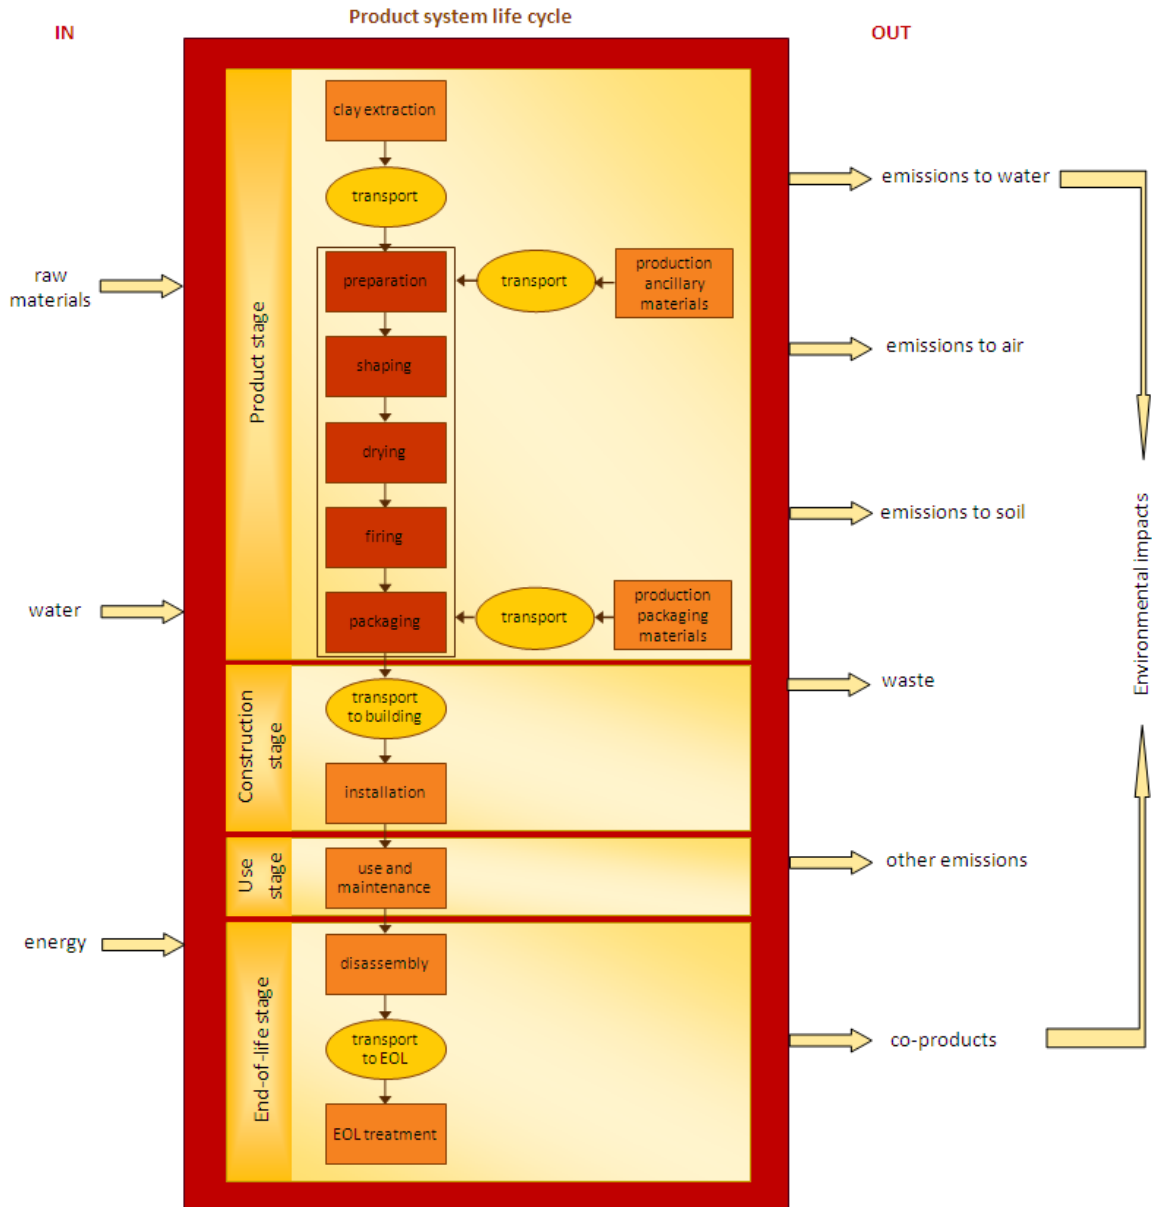 Product system life cycle
IN
OUT
clay extraction
transport
preparation
transport
production
ancillary
materials
shaping
drying
firing
packaging
transport
production
packaging
materials
Product stage
transport
to building
installation
Construction
stage
use and
maintenance
Use
stage
disassembly
transport
to EOL
EOL treatment
End-of-life stage
raw
materials
water
energy
emissions to water
emissions to air
emissions to soil
waste
other emissions
co-products
Environmental impacts